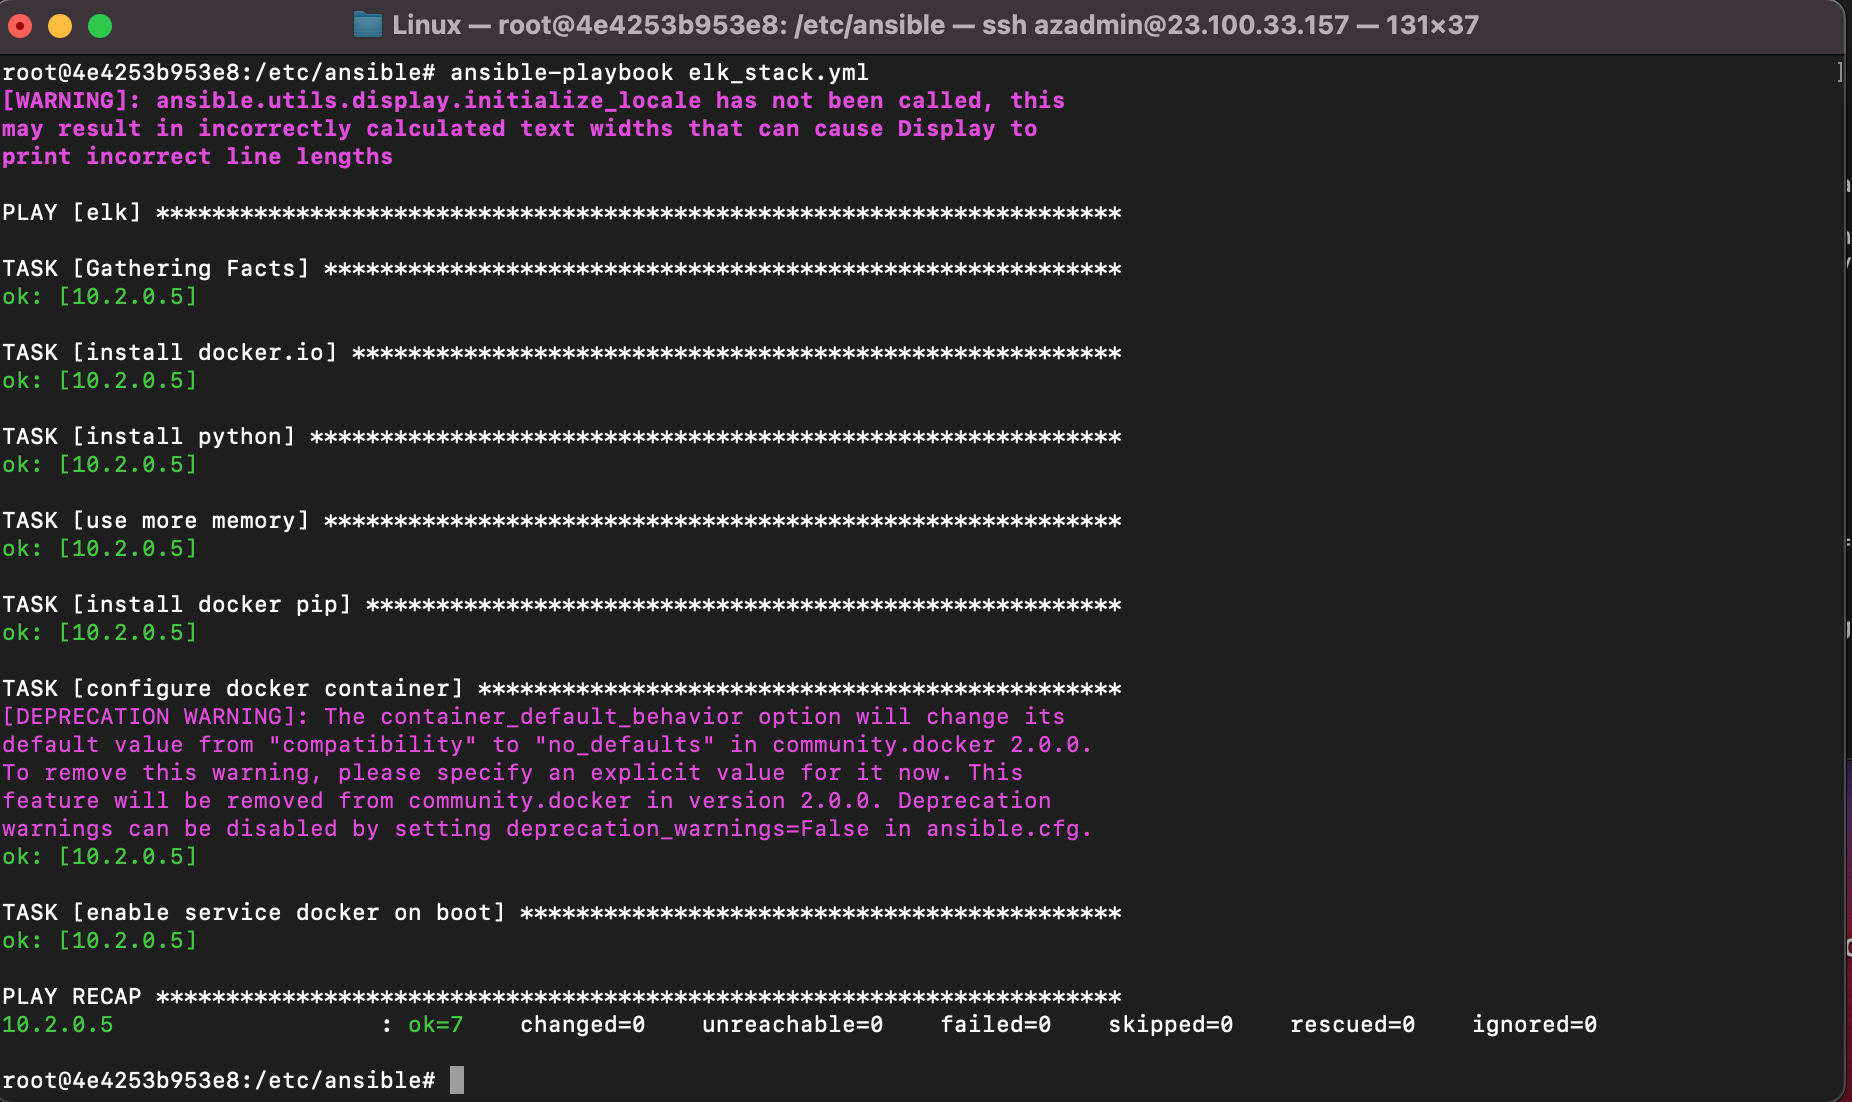 Linux — root@4e4253b953e8: /etc/ansible — ssh azadmin@23.100.33.157 — 131×37
root@4e4253b953e8:/etc/ansible# ansible-playbook elk_stack.yml
[WARNING]: ansible.utils.display.initialize_locale has not been called, this
may result in incorrectly calculated text widths that can cause Display to
print incorrect line lengths
PLAY [elk] *********************************************************************
TASK [Gathering Facts] *********************************************************
ok: [10.2.0.5]
TASK [install docker.io] *******************************************************
ok: [10.2.0.5]
TASK [install python] **********************************************************
ok: [10.2.0.5]
TASK [use more memory] *********************************************************
ok: [10.2.0.5]
TASK [install docker pip] ******************************************************
ok: [10.2.0.5]
TASK [configure docker container] **********************************************
[DEPRECATION WARNING]: The container_default_behavior option will change its
default value from "compatibility" to "no_defaults" in community.docker 2.0.0.
To remove this warning, please specify an explicit value for it now. This
feature will be removed from community.docker in version 2.0.0. Deprecation
warnings can be disabled by setting deprecation_warnings=False in ansible.cfg.
ok: [10.2.0.5]
TASK [enable service docker on boot] *******************************************
ok: [10.2.0.5]
PLAY RECAP *********************************************************************
10.2.0.5                   : ok=7    changed=0    unreachable=0    failed=0    skipped=0    rescued=0    ignored=0
root@4e4253b953e8:/etc/ansible#